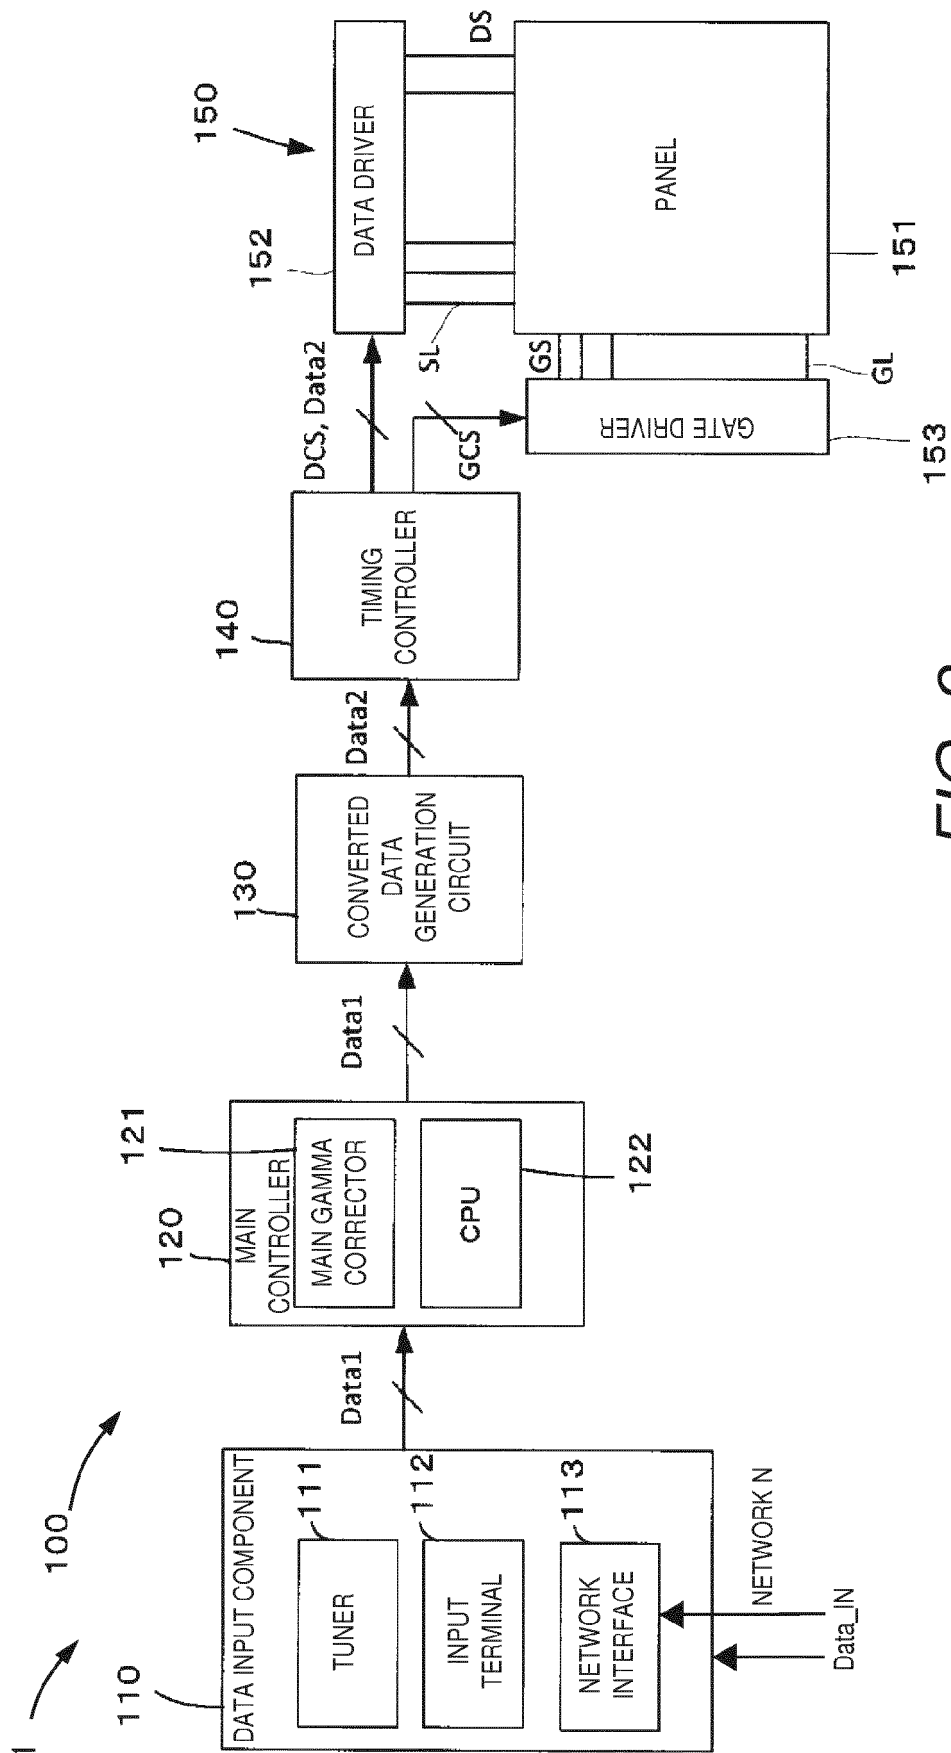 1
100
110
DATA INPUT COMPONENT
TUNER
111
INPUT
TERMINAL
112
NETWORK
INTERFACE
113
NETWORK N
Data_IN
Data1
120
MAIN
CONTROLLER
121
MAIN GAMMA
CORRECTOR
CPU
122
Data1
130
CONVERTED
DATA
GENERATION
CIRCUIT
Data2
140
TIMING
CONTROLLER
DCS, Data2
GCS
150
152
DATA DRIVER
SL
DS
PANEL
151
GS
GL
GATE DRIVER
153
FIG.